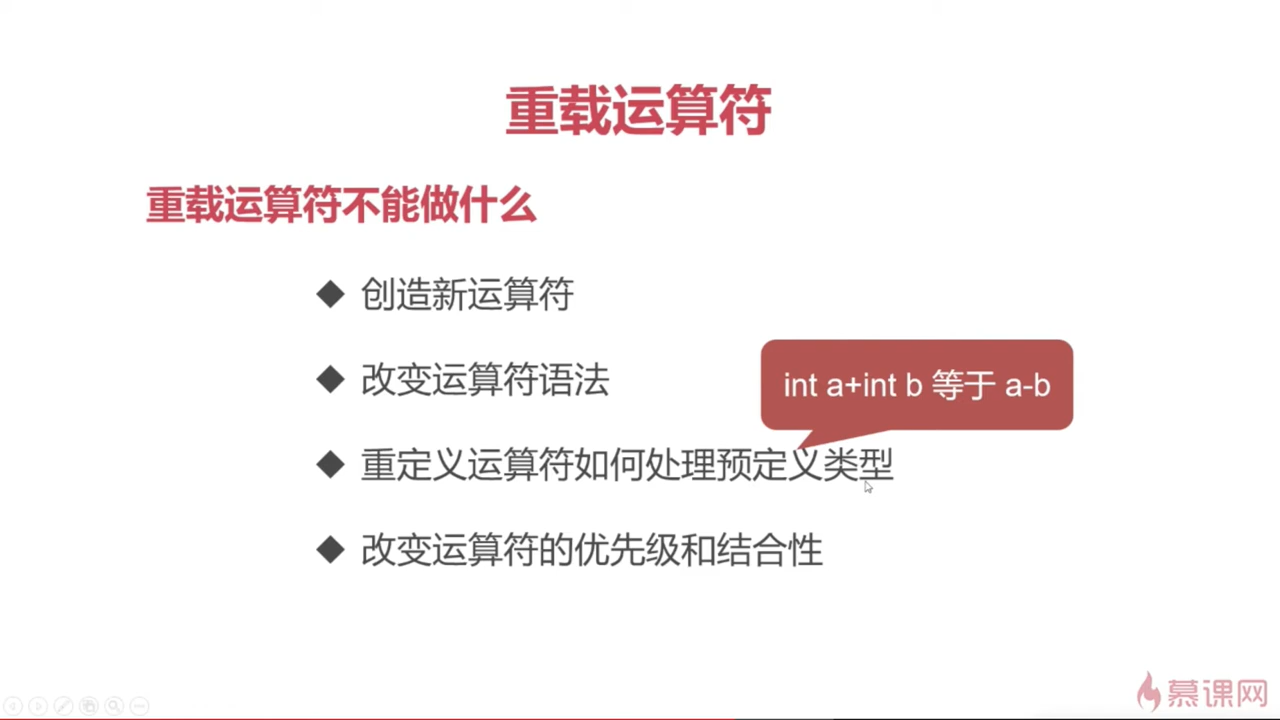 重载运算符
重载运算符不能做什么
◆ 创造新运算符
◆ 改变运算符语法
int a+int b 等于 a-b
◆ 重定义运算符如何处理预定义类型
◆ 改变运算符的优先级和结合性
慕课网